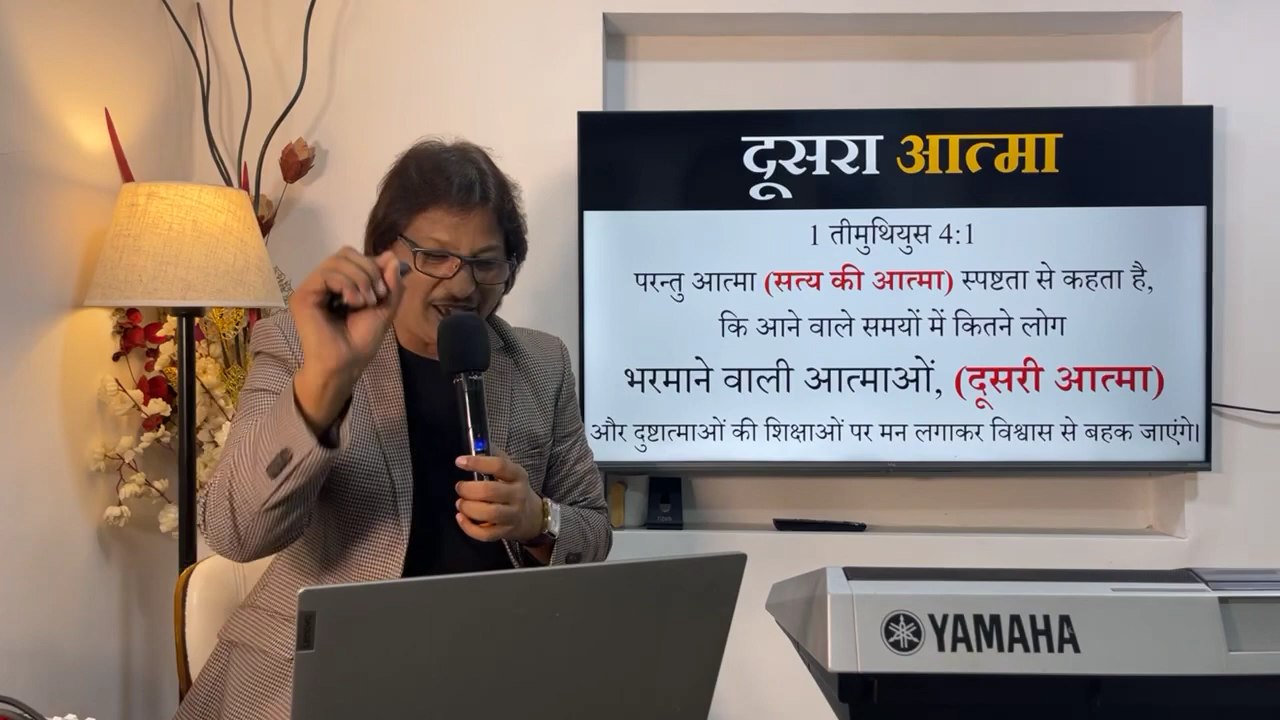 दूसरा आत्मा
1 तीमुथियुस 4:1
परन्तु आत्मा (सत्य की आत्मा) स्पष्टता से कहता है,
कि आने वाले समयों में कितने लोग
भरमाने वाली आत्माओं, (दूसरी आत्मा)
और दुष्टात्माओं की शिक्षाओं पर मन लगाकर विश्वास से बहक जाएंगे।
YAMAHA